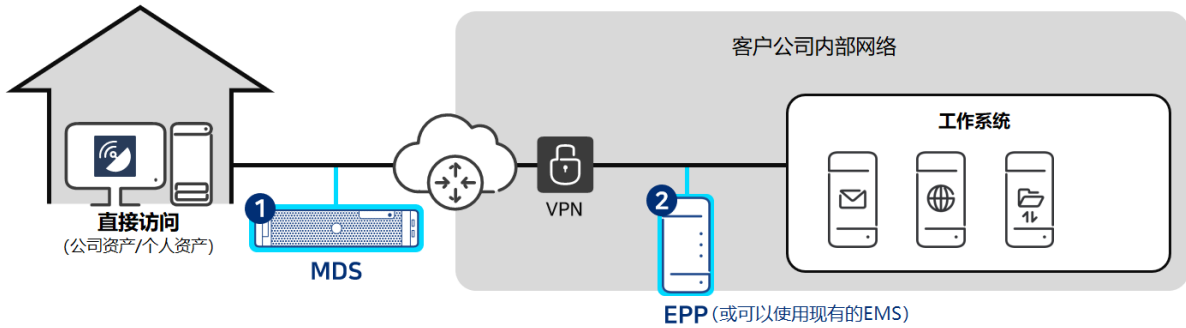 客户公司内部网络
工作系统
直接访问
(公司资产/个人资产)
1
MDS
VPN
2
EPP(或可以使用现有的EMS)